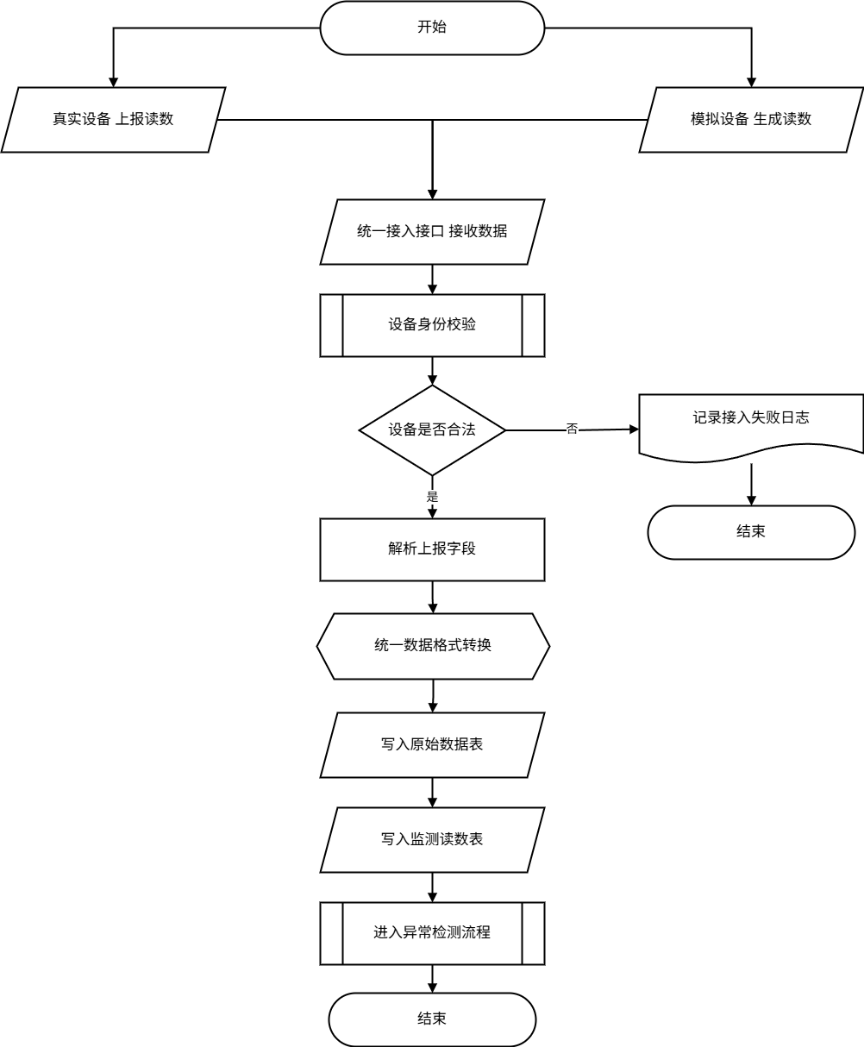 开始
真实设备 上报读数
模拟设备 生成读数
统一接入接口 接收数据
设备身份校验
设备是否合法
否
记录接入失败日志
结束
是
解析上报字段
统一数据格式转换
写入原始数据表
写入监测读数表
进入异常检测流程
结束